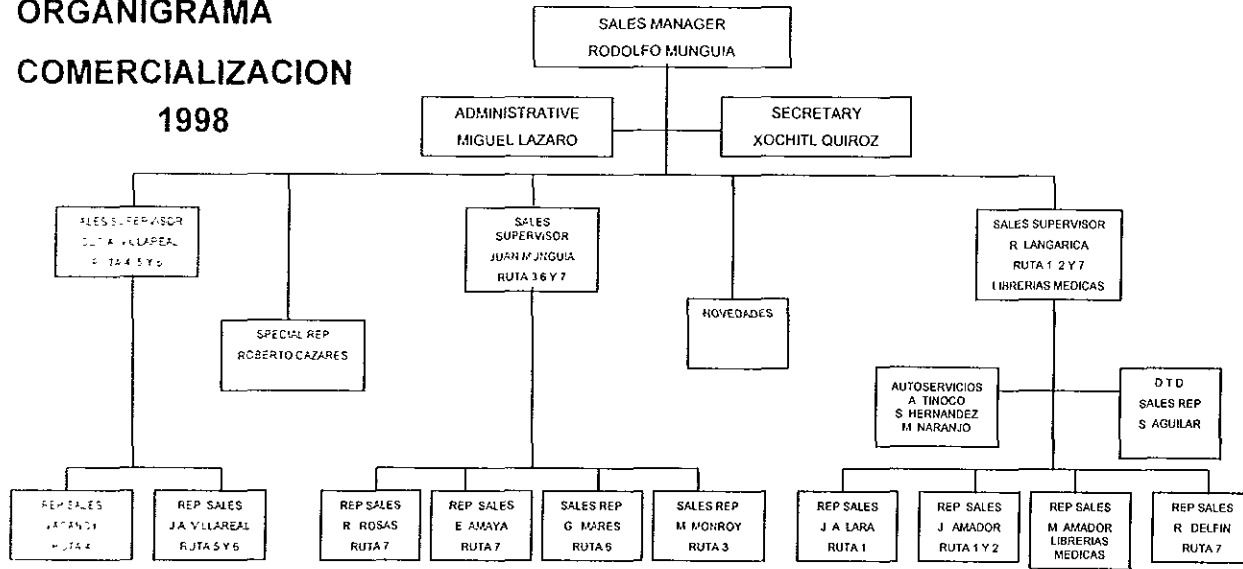 ORGANIGRAMA
COMERCIALIZACION
1998
SALES MANAGER
RODOLFO MUNGUIA
ADMINISTRATIVE
MIGUEL LAZARO
SECRETARY
XOCHITL QUIROZ
VILLAREAL
SPECIAL REP
ROBERTO CAZARES
SALES
SUPERVISOR
JUAN MUNGUIA
RUTA 3 6 Y 7
NOVEDADES
SALES SUPERVISOR
R LANGARICA
RUTA 1 2 Y 7
LIBRERIAS MEDICAS
AUTOSERVICIOS
A TINOCO
S HERNANDEZ
M NARANJO
D T D
SALES REP
S AGUILAR
REP SALES
RUTA 4
REP SALES
J A VILLAREAL
RUTA 5 Y 6
REP SALES
R ROSAS
RUTA 7
REP SALES
E AMAYA
RUTA 7
SALES REP
G MARES
RUTA 6
SALES REP
M MONROY
RUTA 3
REP SALES
J A LARA
RUTA 1
REP SALES
J AMADOR
RUTA 1 Y 2
REP SALES
M AMADOR
LIBRERIAS
MEDICAS
REP SALES
R DELFIN
RUTA 7